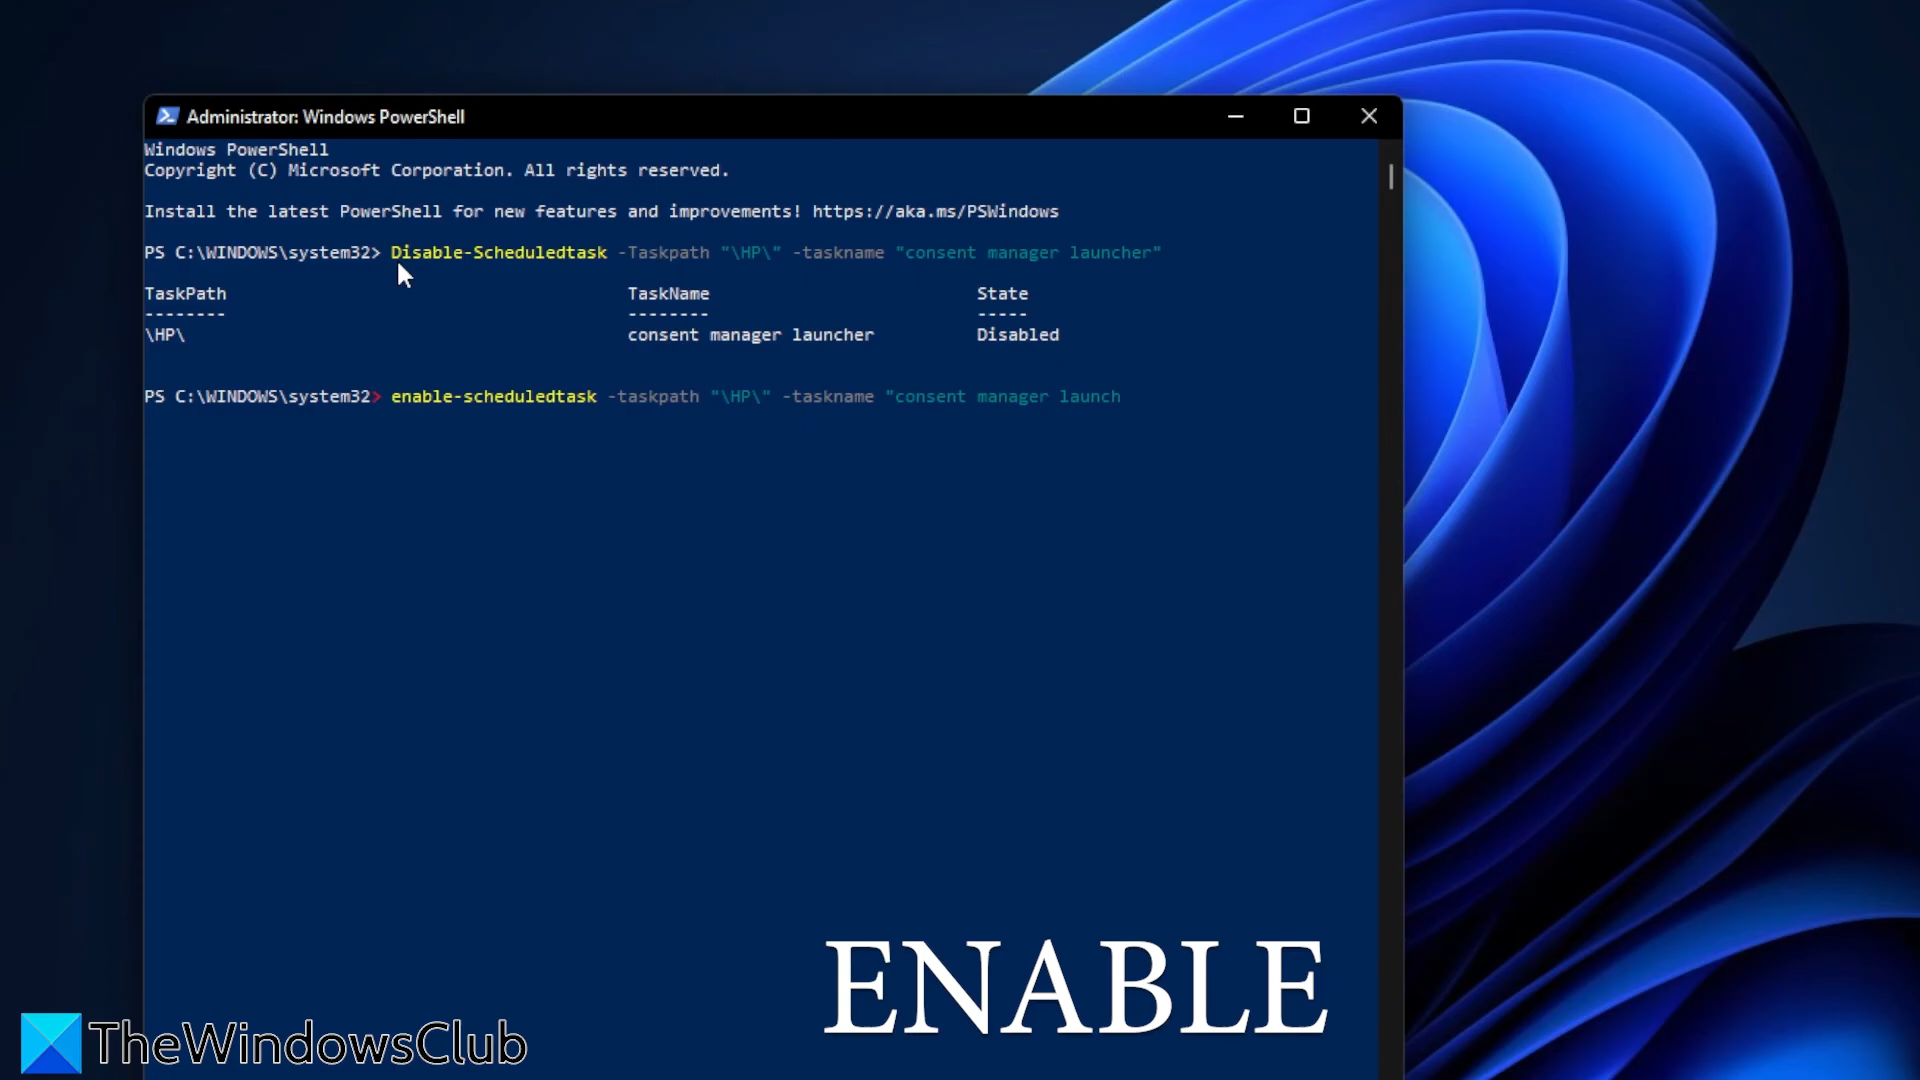 Administrator: Windows PowerShell
Windows PowerShell
Copyright (C) Microsoft Corporation. All rights reserved.
Install the latest PowerShell for new features and improvements! https://aka.ms/PSWindows
PS C:\WINDOWS\system32> Disable-Scheduledtask -Taskpath "\HP\" -taskname "consent manager launcher"
TaskPath TaskName State
-------- -------- -----
\HP\ consent manager launcher Disabled
PS C:\WINDOWS\system32> enable-scheduledtask -taskpath "\HP\" -taskname "consent manager launch
ENABLE
TheWindowsClub